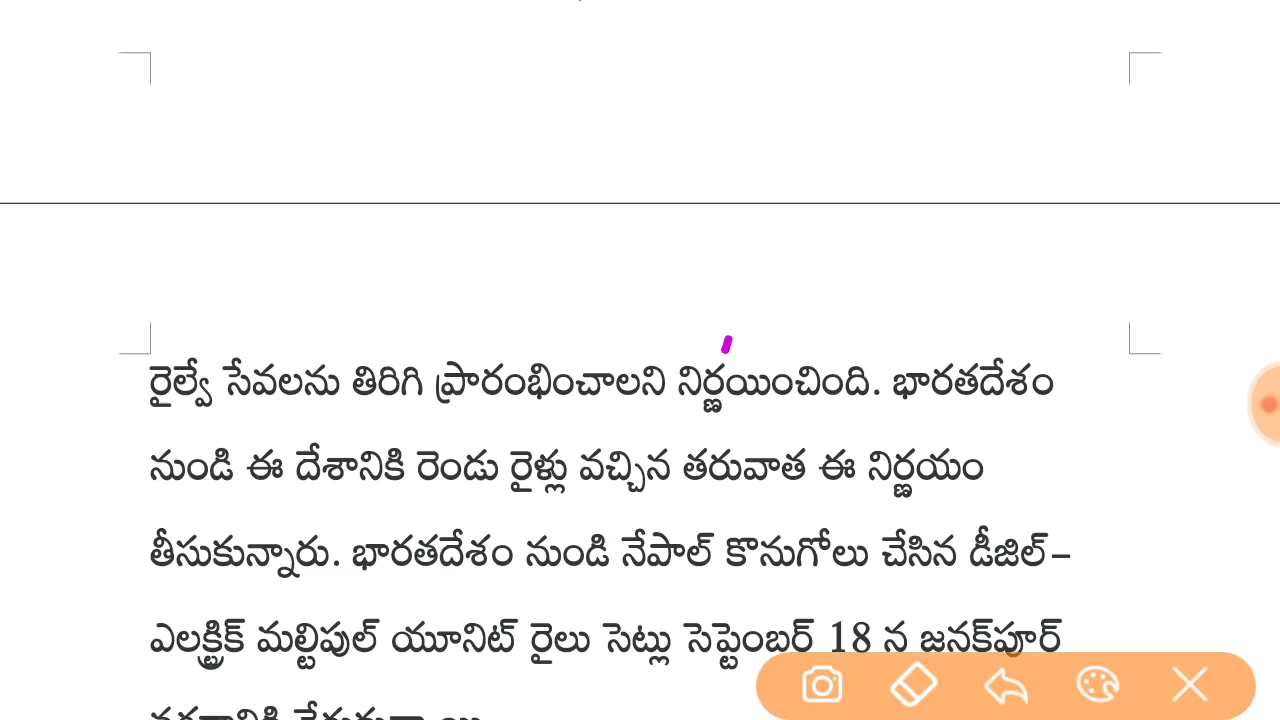 రైల్వే సేవలను తిరిగి ప్రారంభించాలని నిర్ణయించింది. భారతదేశం
నుండి ఈ దేశానికి రెండు రైళ్లు వచ్చిన తరువాత ఈ నిర్ణయం
తీసుకున్నారు. భారతదేశం నుండి నేపాల్ కొనుగోలు చేసిన డీజిల్-
ఎలక్ట్రిక్ మల్టిపుల్ యూనిట్ రైలు సెట్లు సెప్టెంబర్ 18 న జనక్‌పూర్